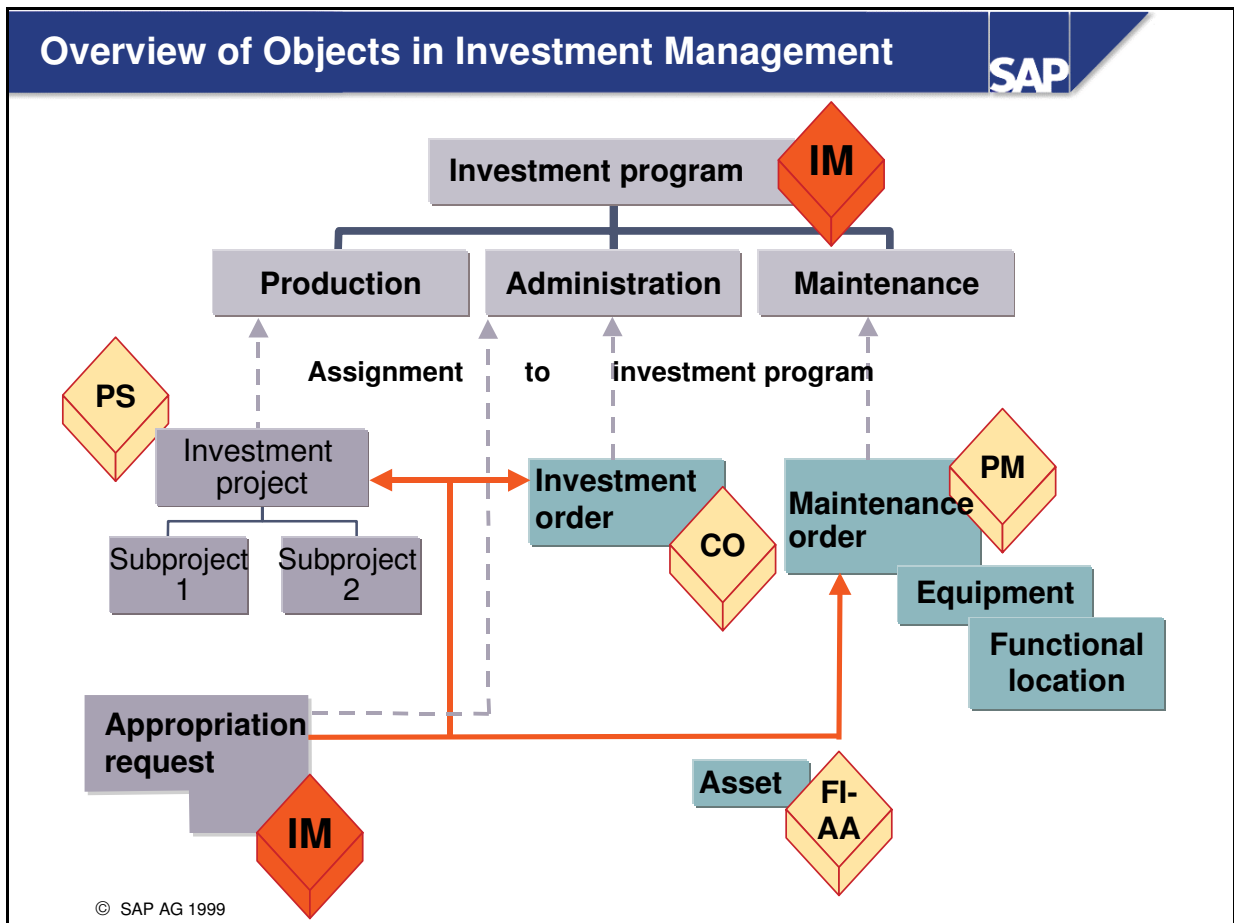 Overview of Objects in Investment Management
SAP
Investment program
IM
Production
Administration
Maintenance
Assignment to investment program
PS
Investment
project
Subproject
1
Subproject
2
Investment
order
CO
Maintenance
order
PM
Equipment
Functional
location
Appropriation
request
IM
Asset
FI-
AA
© SAP AG 1999